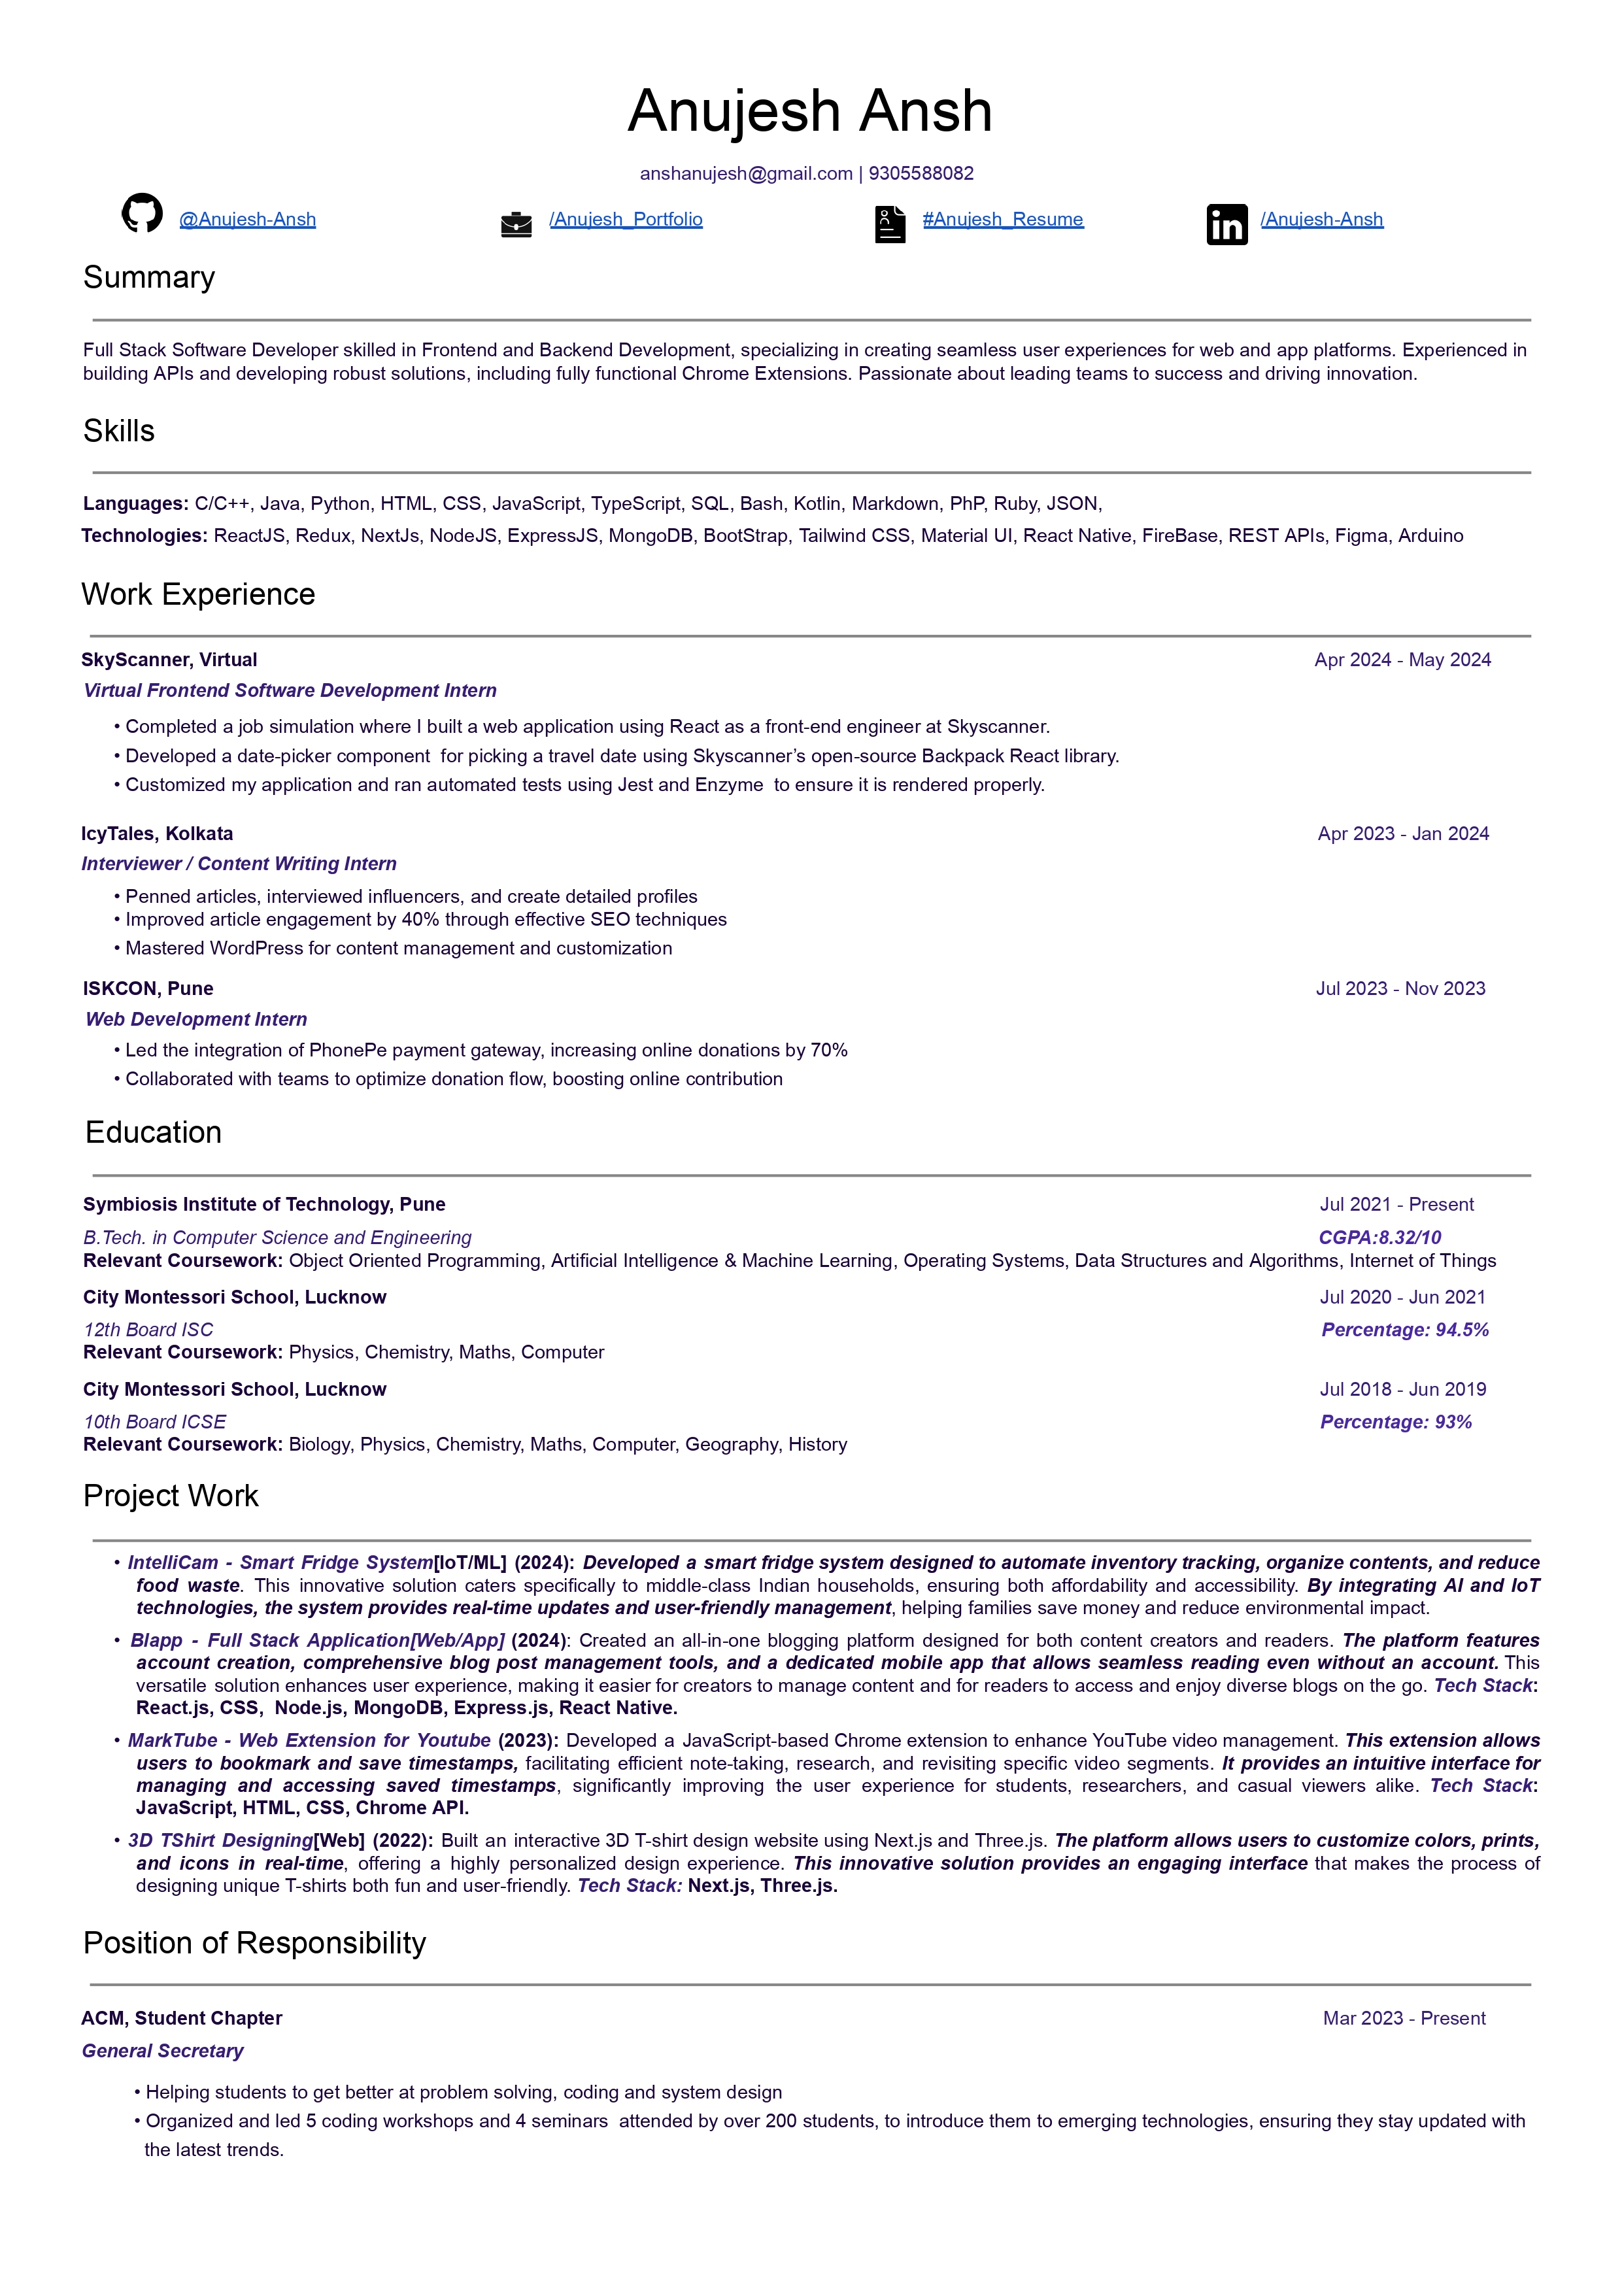 Anujesh Ansh
anshanujesh@gmail.com | 9305588082
@Anujesh-Ansh /Anujesh_Portfolio #Anujesh_Resume /Anujesh-Ansh
Summary
Full Stack Software Developer skilled in Frontend and Backend Development, specializing in creating seamless user experiences for web and app platforms. Experienced in
building APIs and developing robust solutions, including fully functional Chrome Extensions. Passionate about leading teams to success and driving innovation.
Skills
Languages: C/C++, Java, Python, HTML, CSS, JavaScript, TypeScript, SQL, Bash, Kotlin, Markdown, PhP, Ruby, JSON,
Technologies: ReactJS, Redux, NextJs, NodeJS, ExpressJS, MongoDB, BootStrap, Tailwind CSS, Material UI, React Native, FireBase, REST APIs, Figma, Arduino
Work Experience
SkyScanner, Virtual Apr 2024 - May 2024
Virtual Frontend Software Development Intern
• Completed a job simulation where I built a web application using React as a front-end engineer at Skyscanner.
• Developed a date-picker component for picking a travel date using Skyscanner’s open-source Backpack React library.
• Customized my application and ran automated tests using Jest and Enzyme to ensure it is rendered properly.
IcyTales, Kolkata Apr 2023 - Jan 2024
Interviewer / Content Writing Intern
• Penned articles, interviewed influencers, and create detailed profiles
• Improved article engagement by 40% through effective SEO techniques
• Mastered WordPress for content management and customization
ISKCON, Pune Jul 2023 - Nov 2023
Web Development Intern
• Led the integration of PhonePe payment gateway, increasing online donations by 70%
• Collaborated with teams to optimize donation flow, boosting online contribution
Education
Symbiosis Institute of Technology, Pune Jul 2021 - Present
B.Tech. in Computer Science and Engineering CGPA:8.32/10
Relevant Coursework: Object Oriented Programming, Artificial Intelligence & Machine Learning, Operating Systems, Data Structures and Algorithms, Internet of Things
City Montessori School, Lucknow Jul 2020 - Jun 2021
12th Board ISC Percentage: 94.5%
Relevant Coursework: Physics, Chemistry, Maths, Computer
City Montessori School, Lucknow Jul 2018 - Jun 2019
10th Board ICSE Percentage: 93%
Relevant Coursework: Biology, Physics, Chemistry, Maths, Computer, Geography, History
Project Work
• IntelliCam - Smart Fridge System[IoT/ML] (2024): Developed a smart fridge system designed to automate inventory tracking, organize contents, and reduce
food waste. This innovative solution caters specifically to middle-class Indian households, ensuring both affordability and accessibility. By integrating AI and IoT
technologies, the system provides real-time updates and user-friendly management, helping families save money and reduce environmental impact.
• Blapp - Full Stack Application[Web/App] (2024): Created an all-in-one blogging platform designed for both content creators and readers. The platform features
account creation, comprehensive blog post management tools, and a dedicated mobile app that allows seamless reading even without an account. This
versatile solution enhances user experience, making it easier for creators to manage content and for readers to access and enjoy diverse blogs on the go. Tech Stack:
React.js, CSS, Node.js, MongoDB, Express.js, React Native.
• MarkTube - Web Extension for Youtube (2023): Developed a JavaScript-based Chrome extension to enhance YouTube video management. This extension allows
users to bookmark and save timestamps, facilitating efficient note-taking, research, and revisiting specific video segments. It provides an intuitive interface for
managing and accessing saved timestamps, significantly improving the user experience for students, researchers, and casual viewers alike. Tech Stack:
JavaScript, HTML, CSS, Chrome API.
• 3D TShirt Designing[Web] (2022): Built an interactive 3D T-shirt design website using Next.js and Three.js. The platform allows users to customize colors, prints,
and icons in real-time, offering a highly personalized design experience. This innovative solution provides an engaging interface that makes the process of
designing unique T-shirts both fun and user-friendly. Tech Stack: Next.js, Three.js.
Position of Responsibility
ACM, Student Chapter Mar 2023 - Present
General Secretary
• Helping students to get better at problem solving, coding and system design
• Organized and led 5 coding workshops and 4 seminars attended by over 200 students, to introduce them to emerging technologies, ensuring they stay updated with
the latest trends.